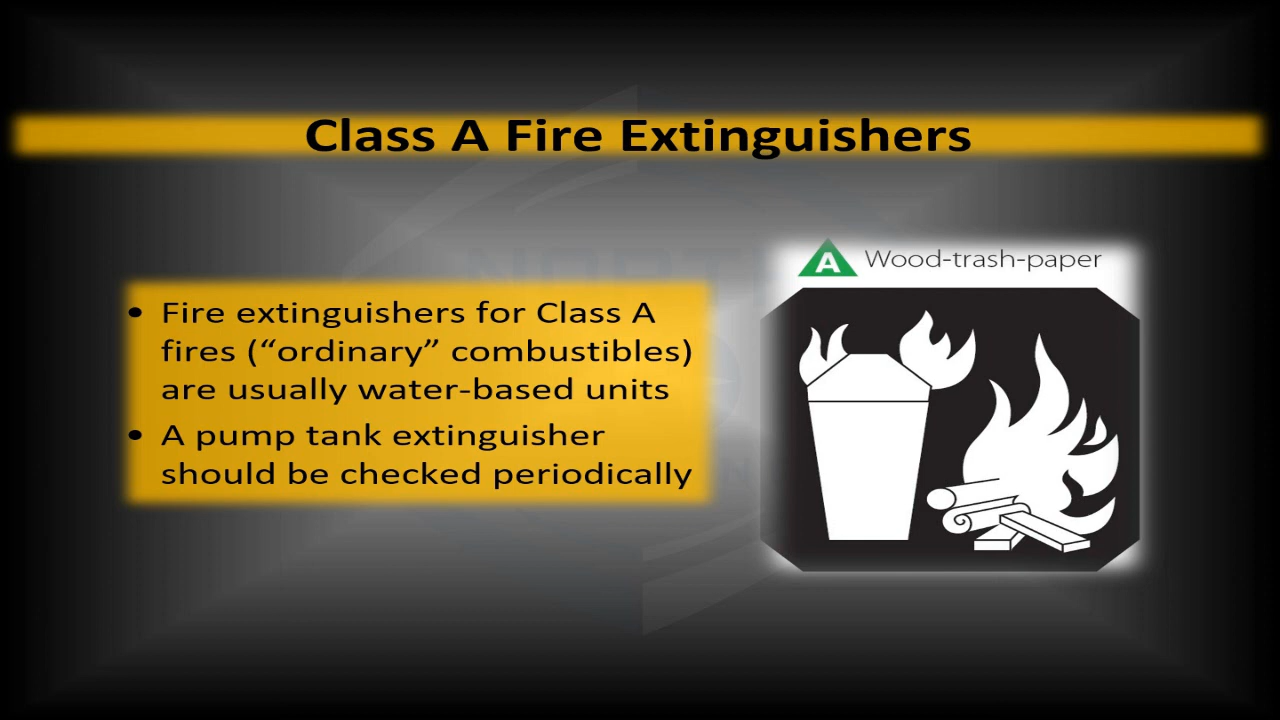 Class A Fire Extinguishers
• Fire extinguishers for Class A
fires (“ordinary” combustibles)
are usually water-based units
• A pump tank extinguisher
should be checked periodically
A Wood-trash-paper